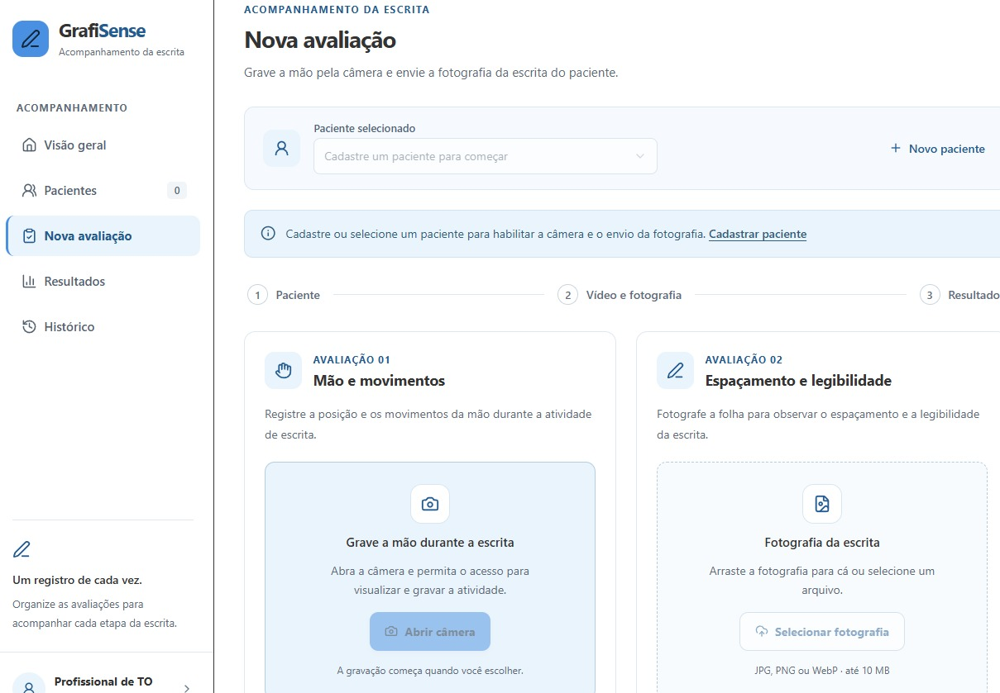 GrafiSense
Acompanhamento da escrita
ACOMPANHAMENTO
Visão geral
Pacientes 0
Nova avaliação
Resultados
Histórico
Um registro de cada vez.
Organize as avaliações para
acompanhar cada etapa da escrita.
Profissional de TO
ACOMPANHAMENTO DA ESCRITA
Nova avaliação
Grave a mão pela câmera e envie a fotografia da escrita do paciente.
Paciente selecionado
Cadastre um paciente para começar
Novo paciente
Cadastre ou selecione um paciente para habilitar a câmera e o envio da fotografia. Cadastrar paciente
1 Paciente 2 Vídeo e fotografia 3 Resultado
AVALIAÇÃO 01
Mão e movimentos
Registre a posição e os movimentos da mão durante a atividade
de escrita.
Grave a mão durante a escrita
Abra a câmera e permita o acesso para
visualizar e gravar a atividade.
Abrir câmera
A gravação começa quando você escolher.
AVALIAÇÃO 02
Espaçamento e legibilidade
Fotografe a folha para observar o espaçamento e a legibilidade
da escrita.
Fotografia da escrita
Arraste a fotografia para cá ou selecione um
arquivo.
Selecionar fotografia
JPG, PNG ou WebP · até 10 MB